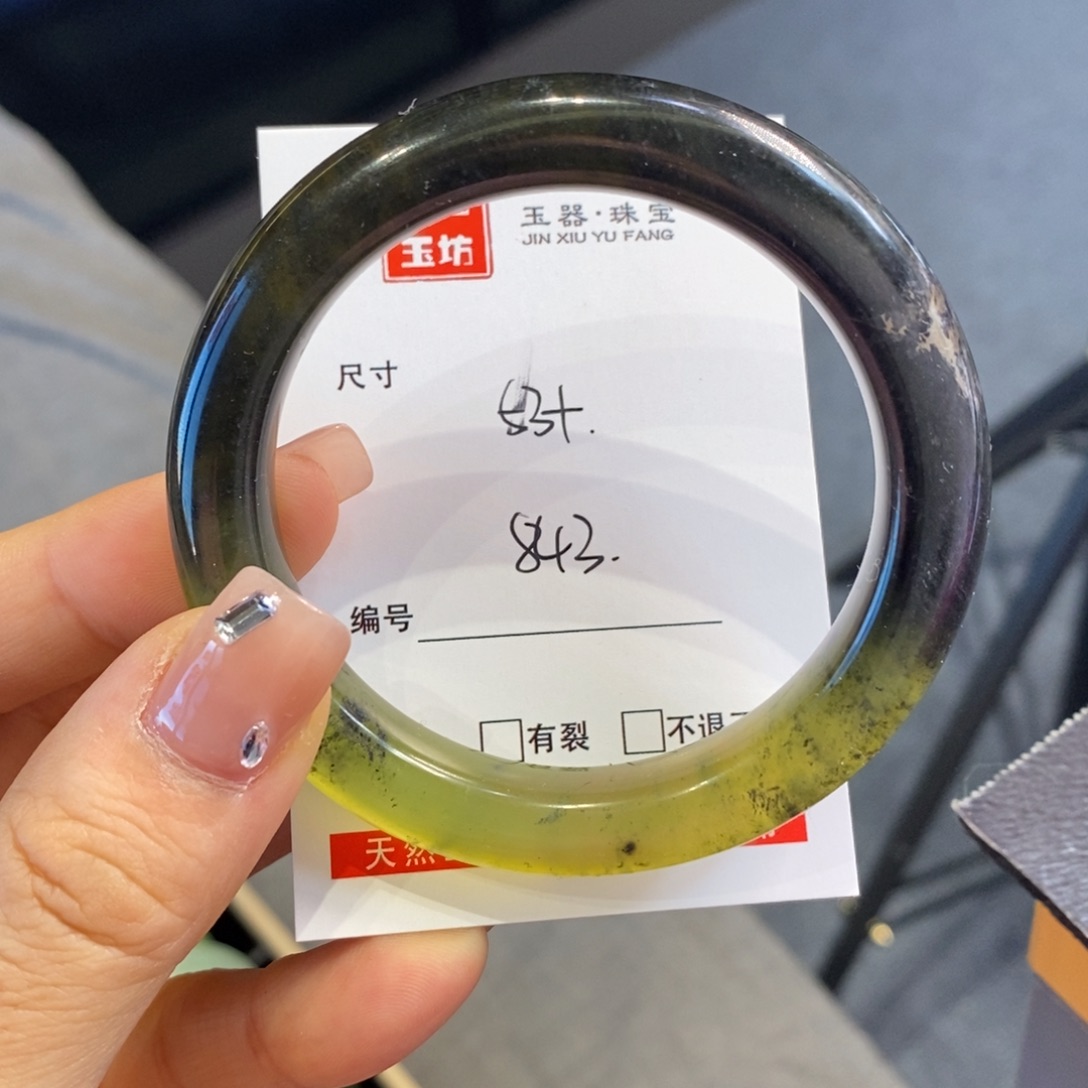 玉坊
玉器·珠宝
JIN XIU YU FANG
尺寸
53+.
843.
编号
有裂
不退
天然